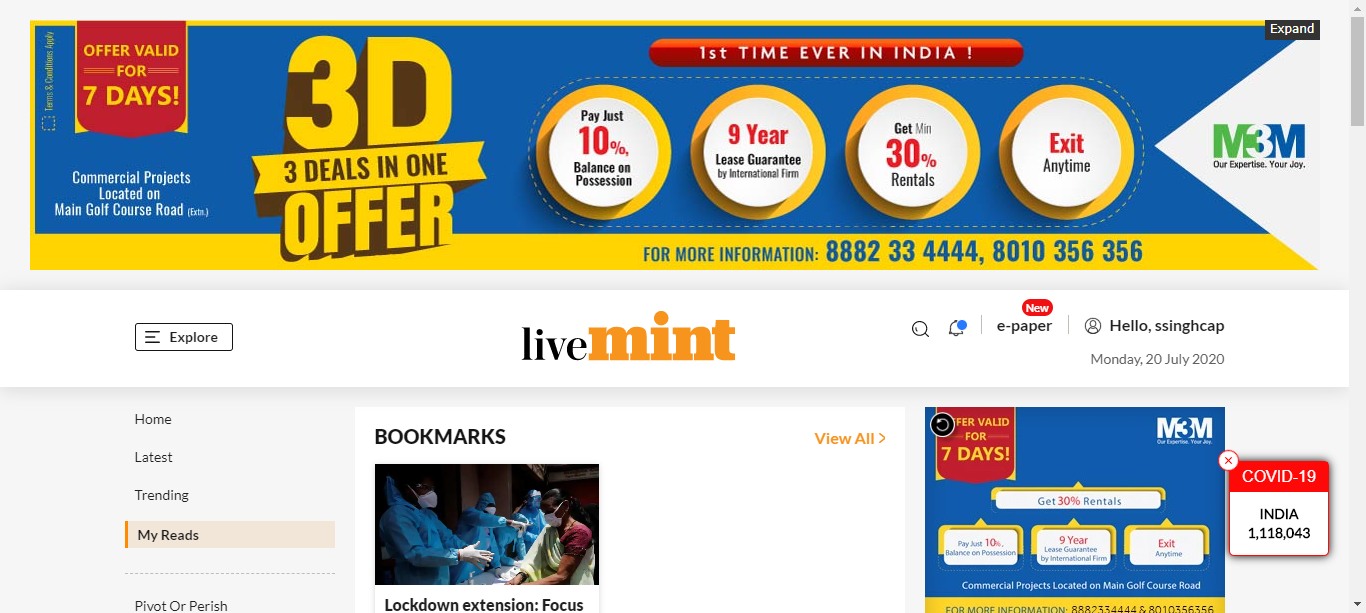 Expand
Terms & Conditions Apply
OFFER VALID
FOR
7 DAYS!
Commercial Projects
Located on
Main Golf Course Road (Extn.)
3D
3 DEALS IN ONE
OFFER
1st TIME EVER IN INDIA !
Pay Just
10%,
Balance on
Possession
9 Year
Lease Guarantee
by International Firm
Get Min
30%
Rentals
Exit
Anytime
M3M
Our Expertise. Your Joy.
FOR MORE INFORMATION: 8882 33 4444, 8010 356 356
Explore
livemint
New
e-paper
Hello, ssinghcap
Monday, 20 July 2020
Home
Latest
Trending
My Reads
Pivot Or Perish
BOOKMARKS
View All >
Lockdown extension: Focus
FFER VALID
FOR
7 DAYS!
M3M
Our Expertise. Your Joy.
Get 30% Rentals
Pay Just 10%,
Balance on Possession
9 Year
Lease Guarantee
by International Firm
Exit
Anytime
Commercial Projects Located on Main Golf Course Road
FOR MORE INFORMATION: 8882334444 & 8010356356
COVID-19
INDIA
1,118,043